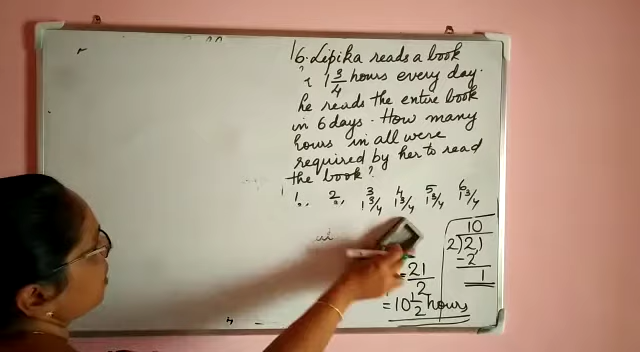 16. Lipika reads a book
1 3/4 hours every day.
he reads the entire book
in 6 days. How many
hours in all were
required by her to read
the book?
1 2 3 4 5 6
1 3/4 1 3/4 1 3/4 1 3/4
= 21/2
= 10 1/2 hours
10
2)21
-2
1